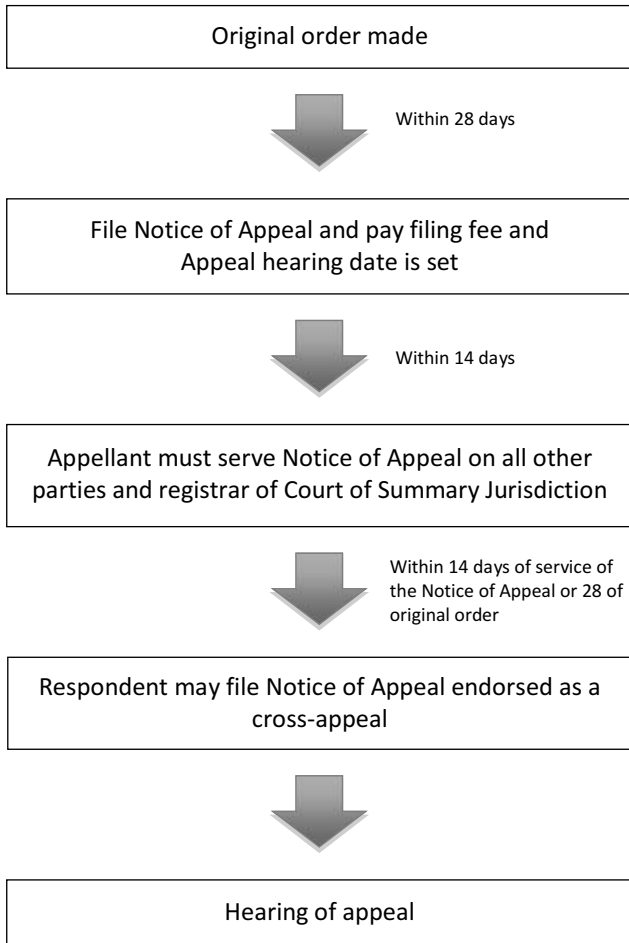 Original order made
Within 28 days
File Notice of Appeal and pay filing fee and
Appeal hearing date is set
Within 14 days
Appellant must serve Notice of Appeal on all other
parties and registrar of Court of Summary Jurisdiction
Within 14 days of service of
the Notice of Appeal or 28 of
original order
Respondent may file Notice of Appeal endorsed as a
cross-appeal
Hearing of appeal